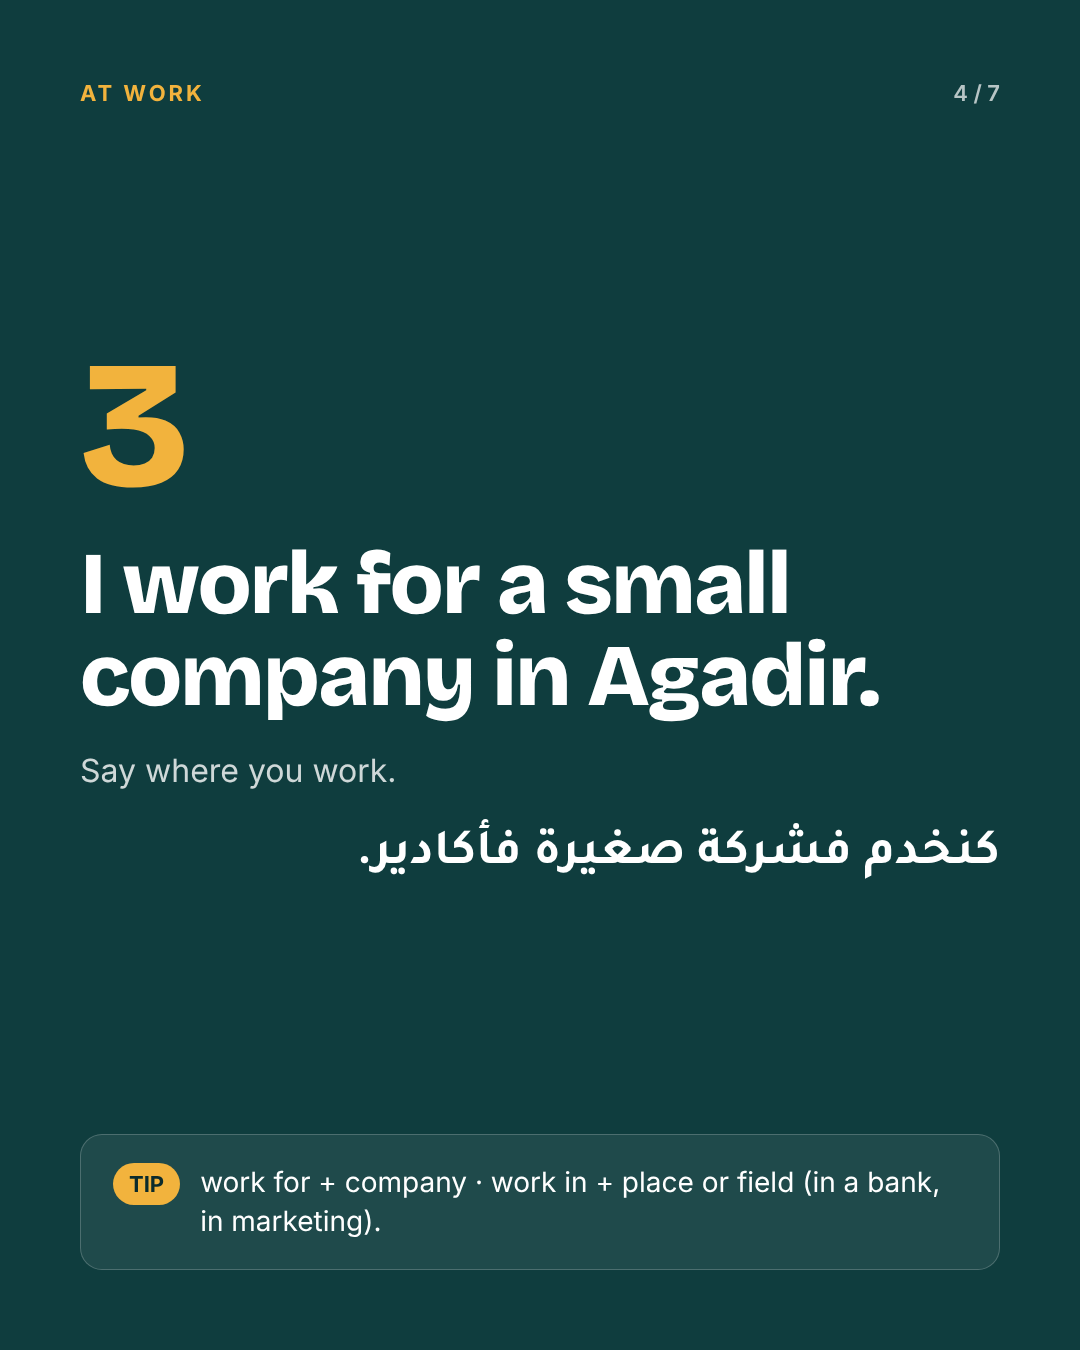 AT WORK
4 / 7
3
I work for a small
company in Agadir.
Say where you work.
كنخدم فشركة صغيرة فأكادير.
TIP
work for + company · work in + place or field (in a bank,
in marketing).